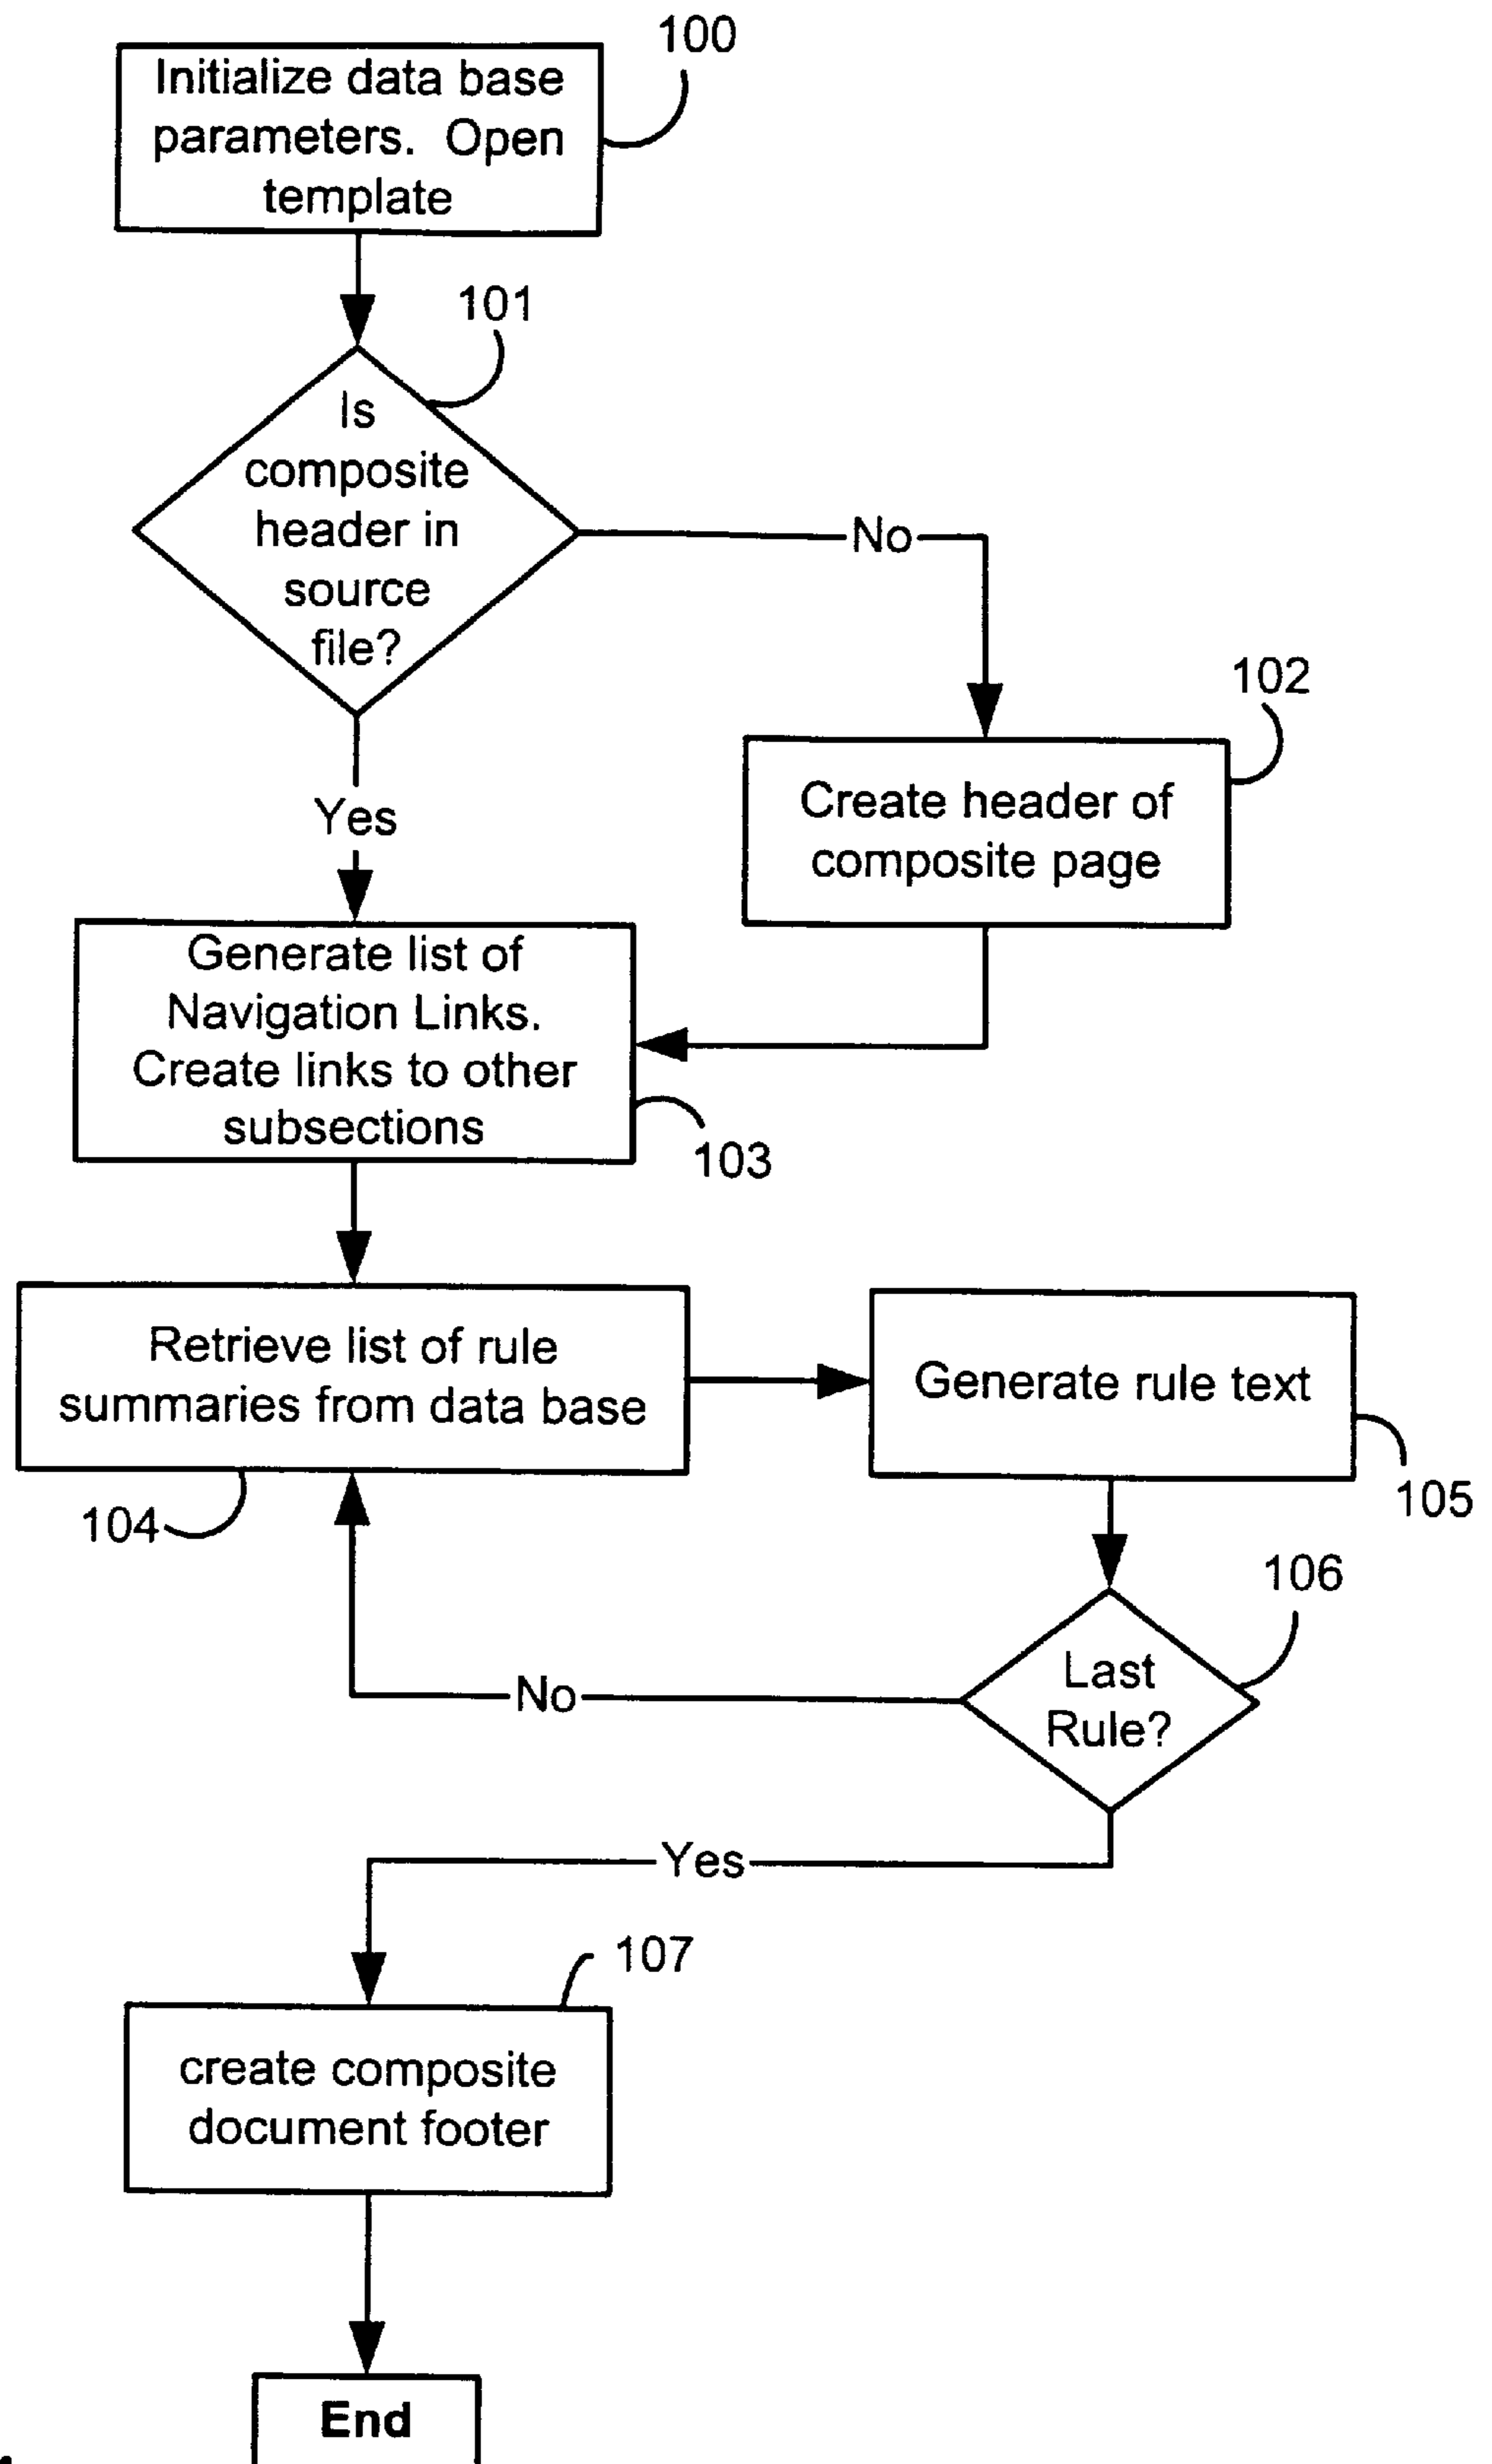 100
Initialize data base
parameters. Open
template
101
Is
composite
header in
source
file?
No
102
Create header of
composite page
Yes
Generate list of
Navigation Links.
Create links to other
subsections
103
Retrieve list of rule
summaries from data base
104
Generate rule text
105
106
Last
Rule?
No
Yes
107
create composite
document footer
End